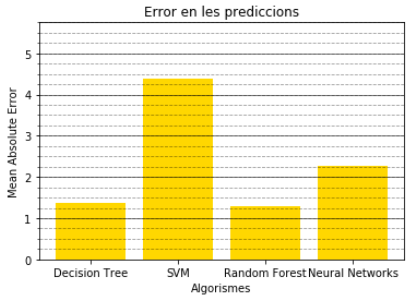 Error en les prediccions
Mean Absolute Error
5
4
3
2
1
0
Decision Tree SVM Random Forest Neural Networks
Algorismes